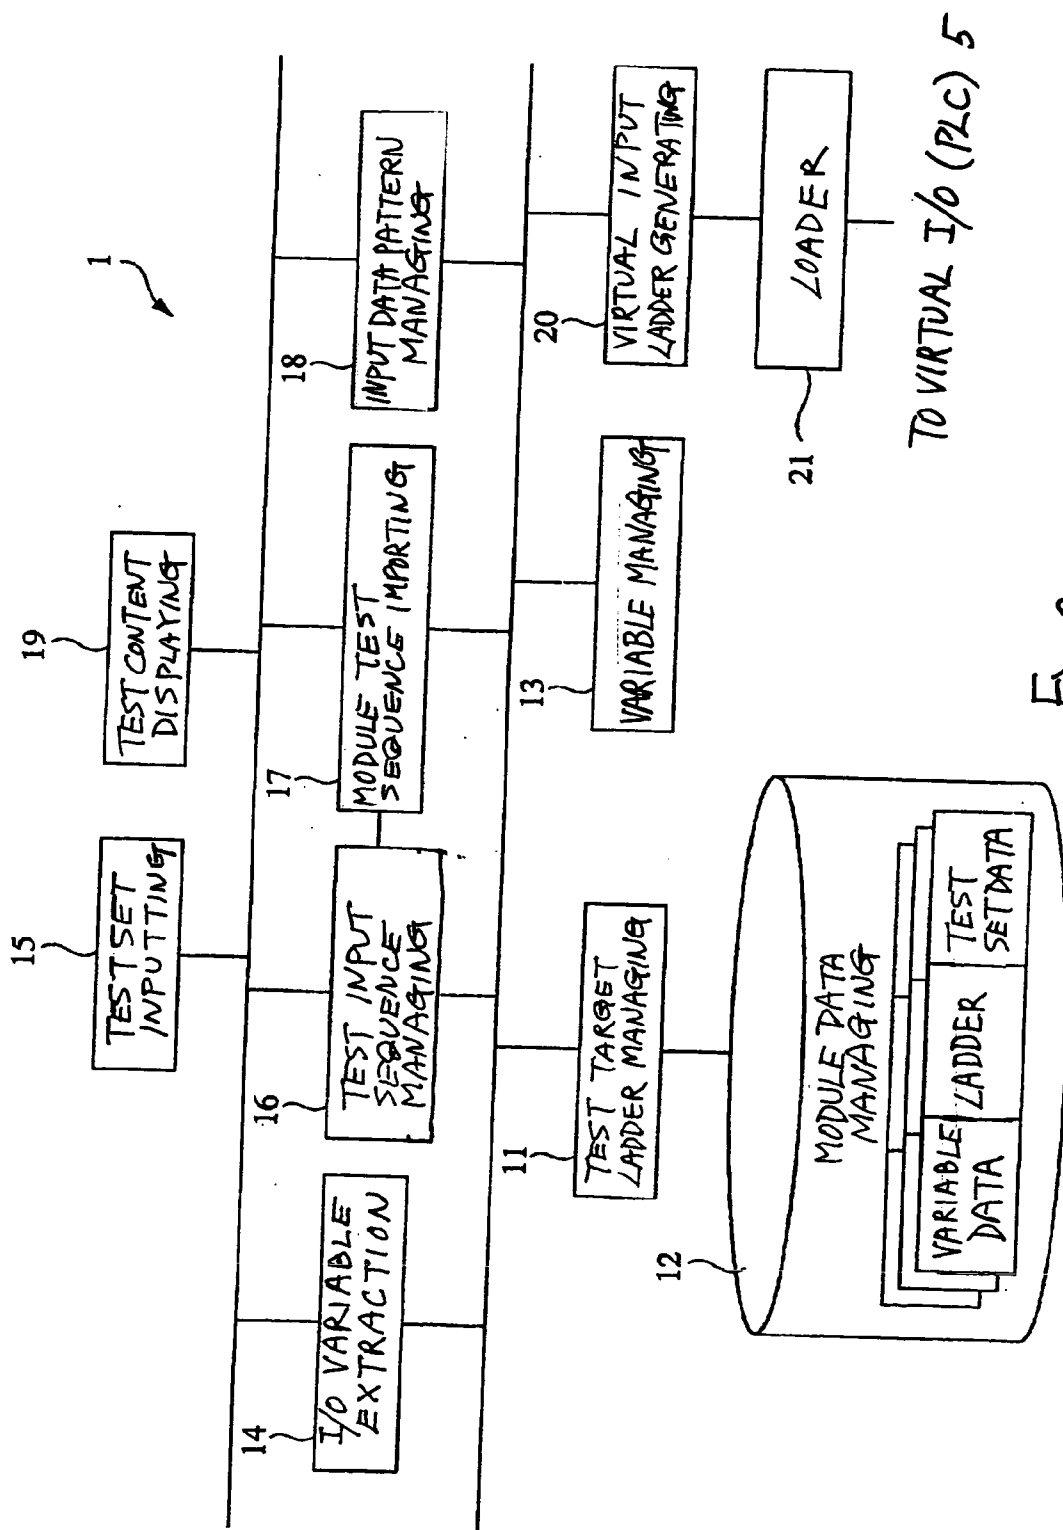 1
15
TEST SET
INPUTTING
19
TEST CONTENT
DISPLAYING
14
I/O VARIABLE
EXTRACTION
16
TEST INPUT
SEQUENCE
MANAGING
17
MODULE TEST
SEQUENCE IMPORTING
18
INPUT DATA PATTERN
MANAGING
11
TEST TARGET
LADDER MANAGING
13
VARIABLE MANAGING
20
VIRTUAL INPUT
LADDER GENERATING
12
MODULE DATA
MANAGING
VARIABLE
DATA
LADDER
TEST
SET DATA
21
LOADER
TO VIRTUAL I/O (PLC) 5